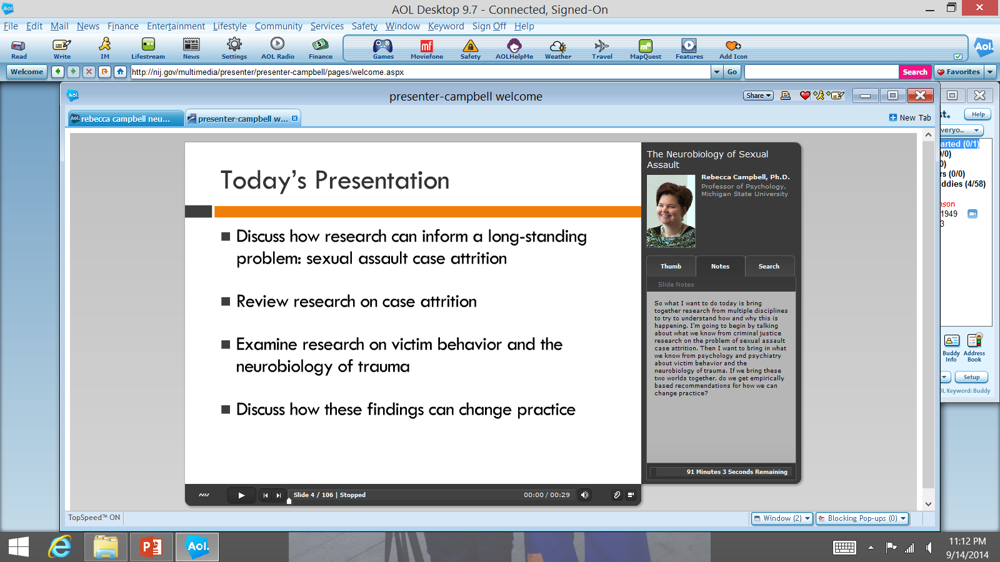 AOL Desktop 9.7 - Connected, Signed-On
File Edit Mail News Finance Entertainment Lifestyle Community Services Safety Window Keyword Sign Off Help
Read Write IM Lifestream News Settings AOL Radio Finance Games Moviefone Safety AOLHelpMe Weather Travel MapQuest Features Add Icon
Aol.
Welcome http://nij.gov/multimedia/presenter/presenter-campbell/pages/welcome.aspx Go Search Favorites
Aol. presenter-campbell welcome Share
Aol. rebecca campbell neu... presenter-campbell w... New Tab
Today's Presentation
Discuss how research can inform a long-standing
problem: sexual assault case attrition
Review research on case attrition
Examine research on victim behavior and the
neurobiology of trauma
Discuss how these findings can change practice
Slide 4 / 106 | Stopped 00:00 / 00:29
The Neurobiology of Sexual
Assault
Rebecca Campbell, Ph.D.
Professor of Psychology,
Michigan State University
Thumb Notes Search
Slide Notes
So what I want to do today is bring
together research from multiple disciplines
to try to understand how and why this is
happening. I'm going to begin by talking
about what we know from criminal justice
research on the problem of sexual assault
case attrition. Then I want to bring in what
we know from psychology and psychiatry
about victim behavior and the
neurobiology of trauma. If we bring these
two worlds together, do we get empirically
based recommendations for how we can
change practice?
91 Minutes 3 Seconds Remaining
st. Help
veryo..
arted (0/1)
/0)
0)
rs (0/0)
ddies (4/58)
nson
1949
3
Buddy Info Address Book
Setup
OL Keyword: Buddy
TopSpeed™ ON Window (2) Blocking Pop-ups (0)
Aol.
11:12 PM
9/14/2014